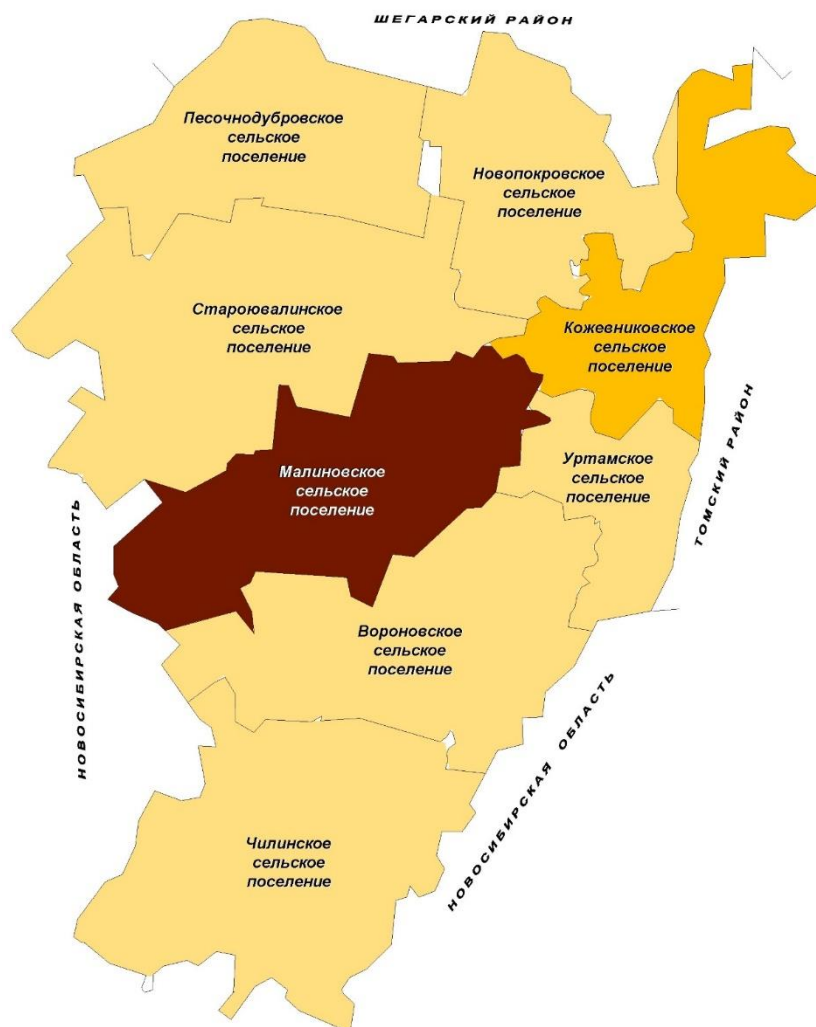 ШЕГАРСКИЙ РАЙОН
Песочнодубровское
сельское
поселение
Новопокровское
сельское
поселение
Староювалинское
сельское
поселение
Кожевниковское
сельское
поселение
Малиновское
сельское
поселение
Уртамское
сельское
поселение
ТОМСКИЙ РАЙОН
НОВОСИБИРСКАЯ ОБЛАСТЬ
Вороновское
сельское
поселение
НОВОСИБИРСКАЯ ОБЛАСТЬ
Чилинское
сельское
поселение